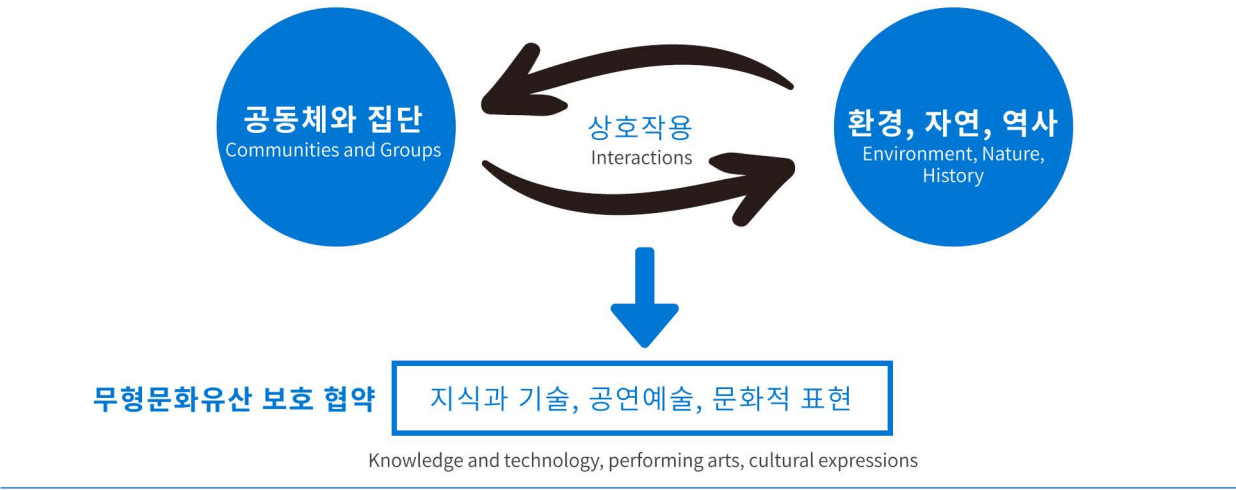 공동체와 집단
Communities and Groups
상호작용
Interactions
환경, 자연, 역사
Environment, Nature,
History
무형문화유산 보호 협약
지식과 기술, 공연예술, 문화적 표현
Knowledge and technology, performing arts, cultural expressions